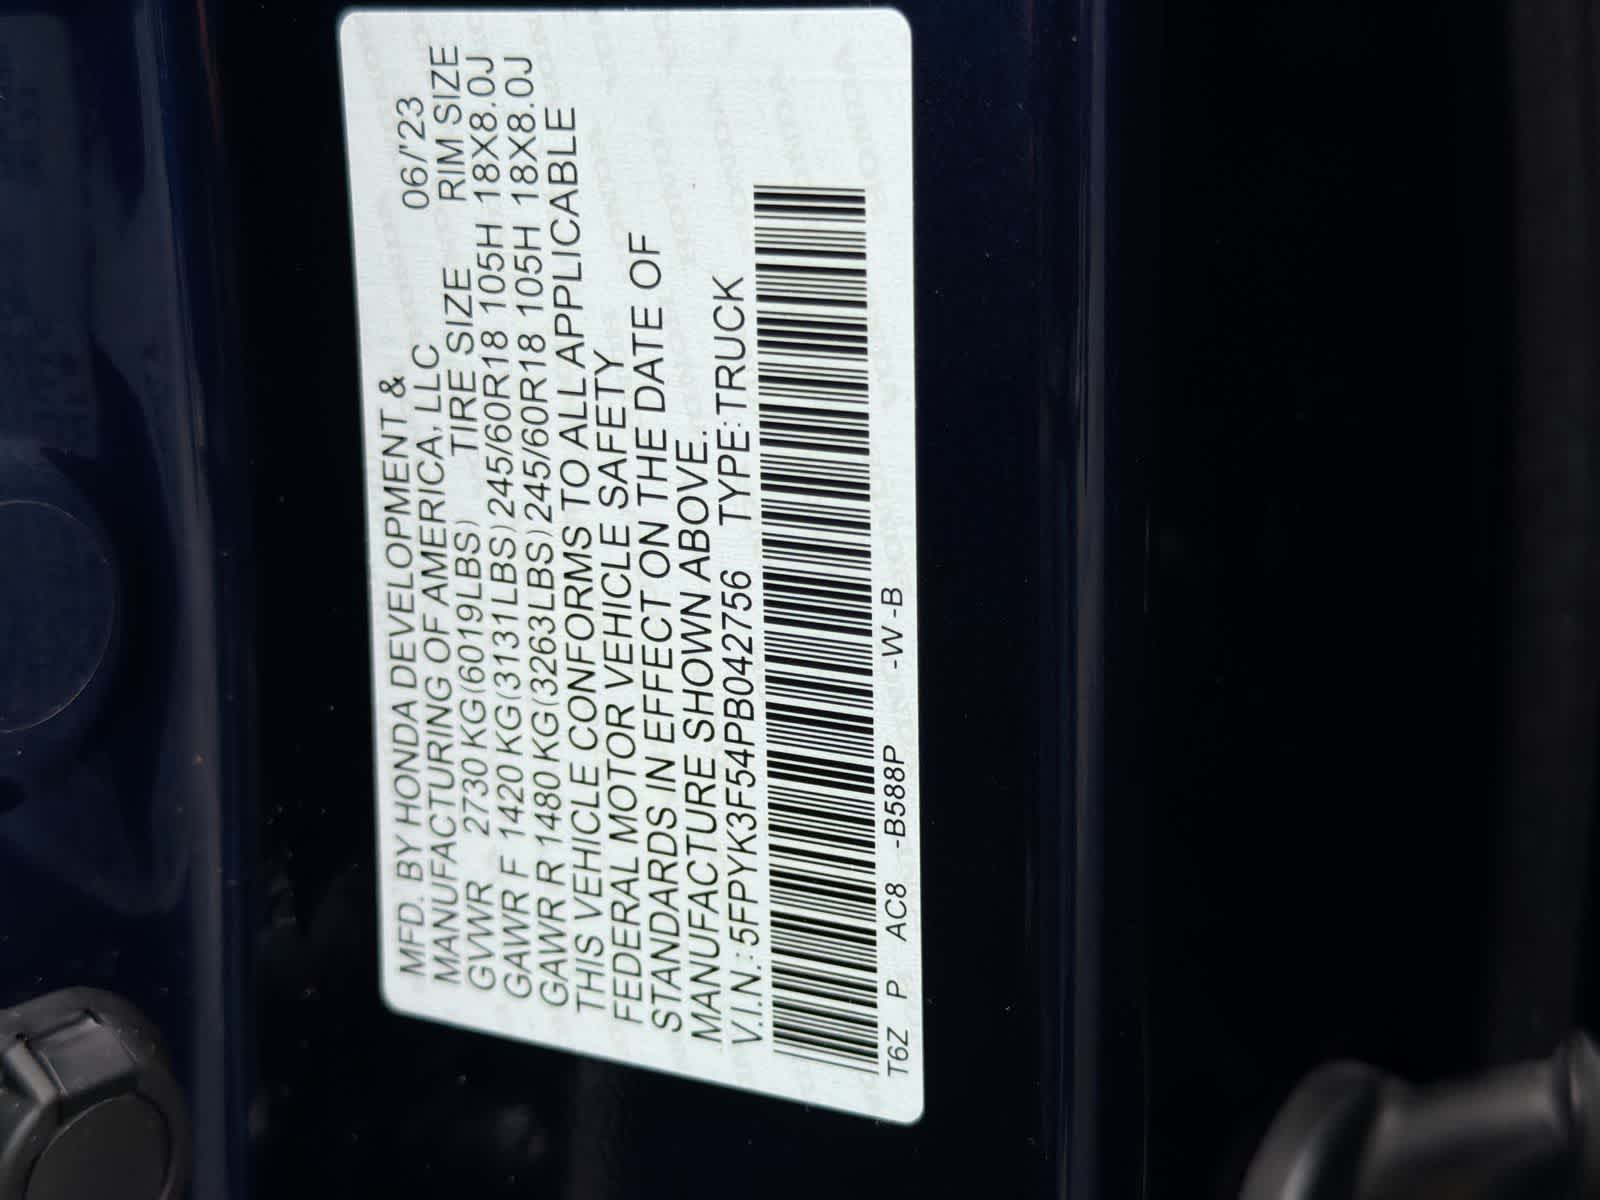 MFD. BY HONDA DEVELOPMENT & 06/'23
MANUFACTURING OF AMERICA, LLC RIM SIZE
GVWR 2730 KG(6019LBS) TIRE SIZE
GAWR F 1420 KG(3131LBS)245/60R18 105H 18X8.0J
GAWR R 1480 KG(3263LBS)245/60R18 105H 18X8.0J
THIS VEHICLE CONFORMS TO ALL APPLICABLE
FEDERAL MOTOR VEHICLE SAFETY
STANDARDS IN EFFECT ON THE DATE OF
MANUFACTURE SHOWN ABOVE.
V.I.N.: 5FPYK3F54PB042756 TYPE:TRUCK
T6Z P AC8 -B588P -W -B